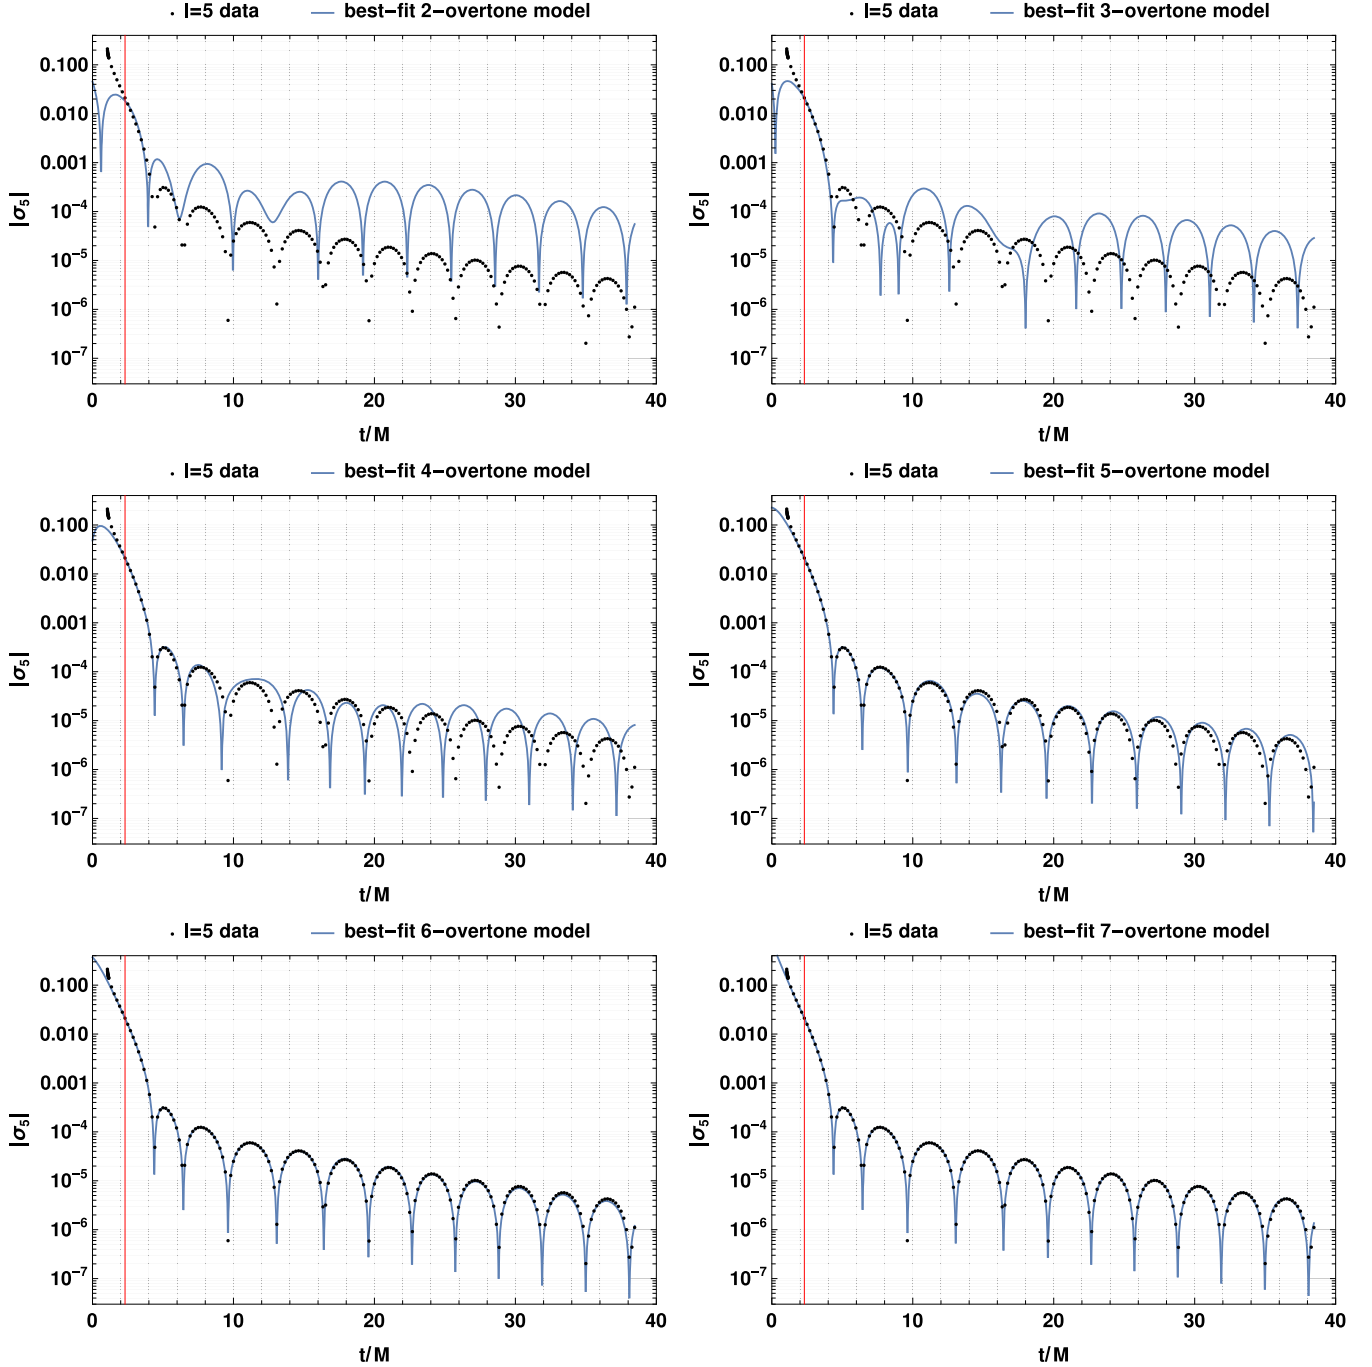 l=5 data best-fit 2-overtone model
l=5 data best-fit 3-overtone model
|σ₅|
0.100
0.010
0.001
10⁻⁴
10⁻⁵
10⁻⁶
10⁻⁷
0 10 20 30 40
t/M
|σ₅|
0.100
0.010
0.001
10⁻⁴
10⁻⁵
10⁻⁶
10⁻⁷
0 10 20 30 40
t/M
l=5 data best-fit 4-overtone model
l=5 data best-fit 5-overtone model
|σ₅|
0.100
0.010
0.001
10⁻⁴
10⁻⁵
10⁻⁶
10⁻⁷
0 10 20 30 40
t/M
|σ₅|
0.100
0.010
0.001
10⁻⁴
10⁻⁵
10⁻⁶
10⁻⁷
0 10 20 30 40
t/M
l=5 data best-fit 6-overtone model
l=5 data best-fit 7-overtone model
|σ₅|
0.100
0.010
0.001
10⁻⁴
10⁻⁵
10⁻⁶
10⁻⁷
0 10 20 30 40
t/M
|σ₅|
0.100
0.010
0.001
10⁻⁴
10⁻⁵
10⁻⁶
10⁻⁷
0 10 20 30 40
t/M